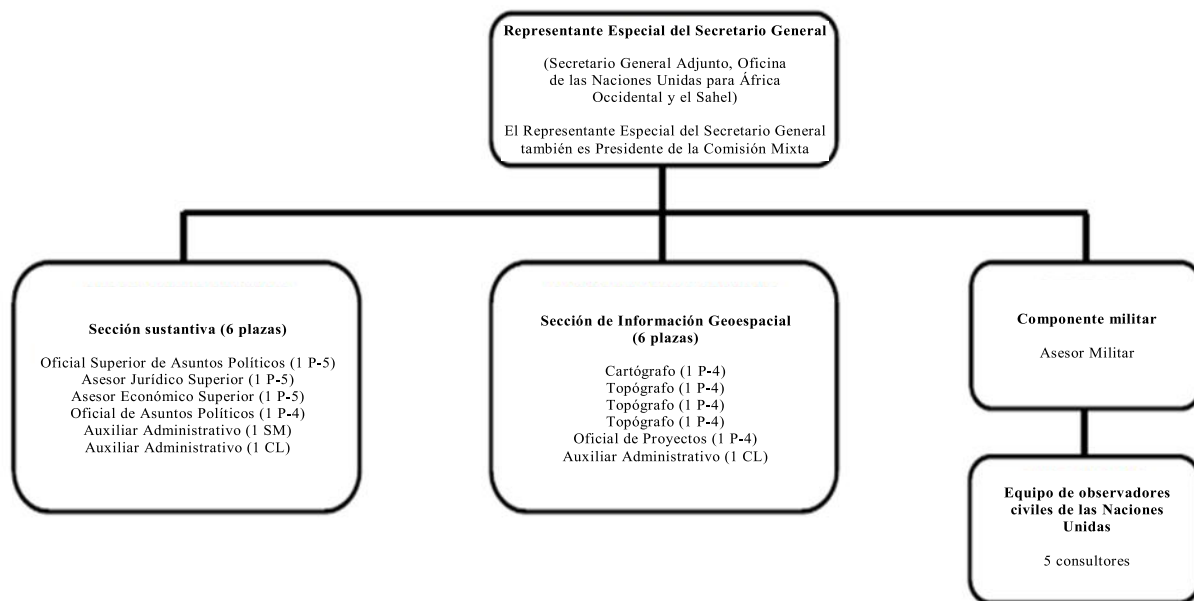 Representante Especial del Secretario General
(Secretario General Adjunto, Oficina
de las Naciones Unidas para África
Occidental y el Sahel)
El Representante Especial del Secretario General
también es Presidente de la Comisión Mixta
Sección sustantiva (6 plazas)
Oficial Superior de Asuntos Políticos (1 P-5)
Asesor Jurídico Superior (1 P-5)
Asesor Económico Superior (1 P-5)
Oficial de Asuntos Políticos (1 P-4)
Auxiliar Administrativo (1 SM)
Auxiliar Administrativo (1 CL)
Sección de Información Geoespacial
(6 plazas)
Cartógrafo (1 P-4)
Topógrafo (1 P-4)
Topógrafo (1 P-4)
Topógrafo (1 P-4)
Oficial de Proyectos (1 P-4)
Auxiliar Administrativo (1 CL)
Componente militar
Asesor Militar
Equipo de observadores
civiles de las Naciones
Unidas
5 consultores